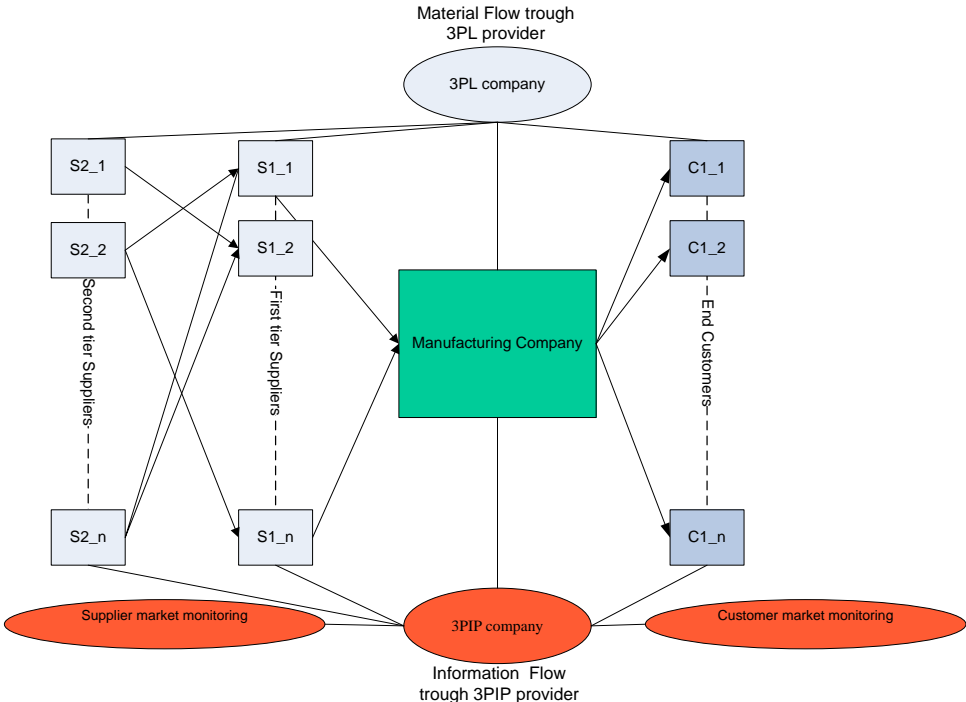 Material Flow trough
3PL provider
3PL company
S2_1
S1_1
C1_1
S2_2
S1_2
C1_2
Second tier Suppliers
First tier Suppliers
Manufacturing Company
End Customers
S2_n
S1_n
C1_n
Supplier market monitoring
3PIP company
Customer market monitoring
Information Flow
trough 3PIP provider